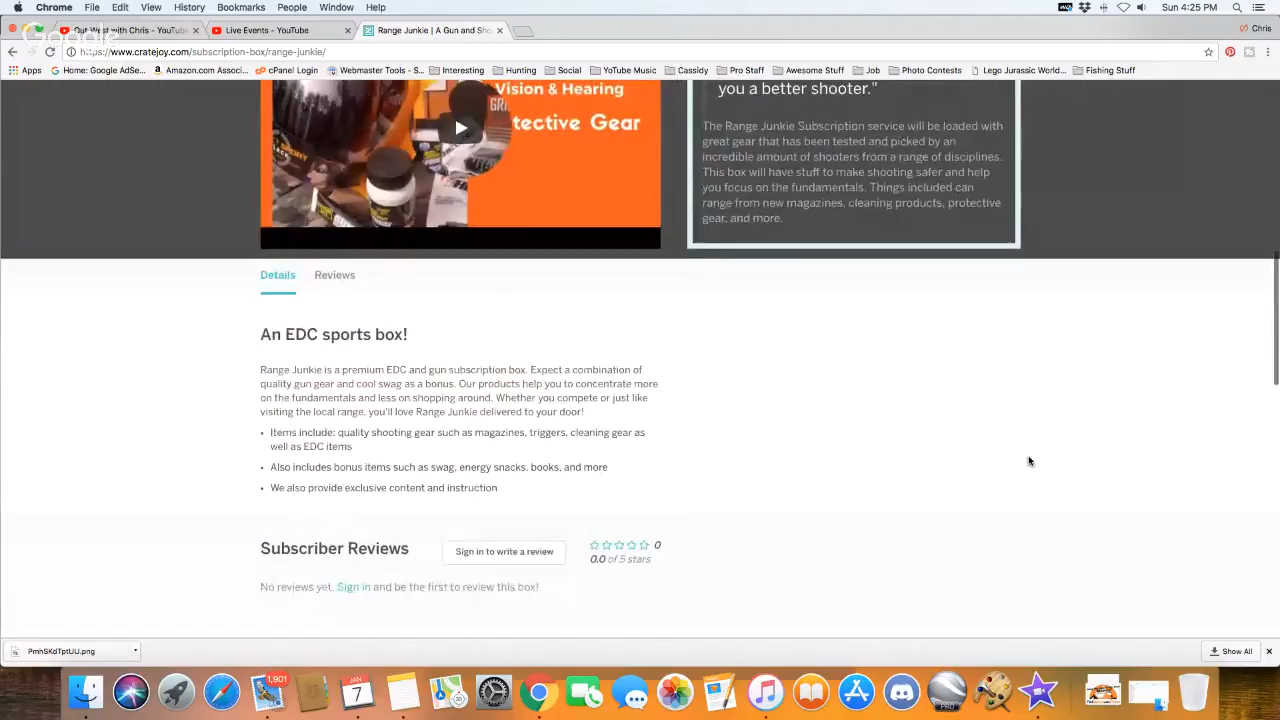 Chrome File Edit View History Bookmarks People Window Help Sun 4:25 PM
Google
Out West with Chris - YouTube Live Events - YouTube Range Junkie | A Gun and Sho Chris
https://www.cratejoy.com/subscription-box/range-junkie/
Apps Home: Google AdSe... Amazon.com Associ... cPanel Login Webmaster Tools - S... Interesting Hunting Social YoTube Music Cassidy Pro Staff Awesome Stuff Job Photo Contests Lego Jurassic World... Fishing Stuff
Vision & Hearing
tective Gear
you a better shooter."
The Range Junkie Subscription service will be loaded with
great gear that has been tested and picked by an
incredible amount of shooters from a range of disciplines.
This box will have stuff to make shooting safer and help
you focus on the fundamentals. Things included can
range from new magazines, cleaning products, protective
gear, and more.
Details Reviews
An EDC sports box!
Range Junkie is a premium EDC and gun subscription box. Expect a combination of
quality gun gear and cool swag as a bonus. Our products help you to concentrate more
on the fundamentals and less on shopping around. Whether you compete or just like
visiting the local range, you'll love Range Junkie delivered to your door!
• Items include: quality shooting gear such as magazines, triggers, cleaning gear as
well as EDC items
• Also includes bonus items such as swag, energy snacks, books, and more
• We also provide exclusive content and instruction
Subscriber Reviews Sign in to write a review 0
0.0 of 5 stars
No reviews yet. Sign in and be the first to review this box!
PmhSKdTptUU.png Show All
1,901
JAN
7
PRO